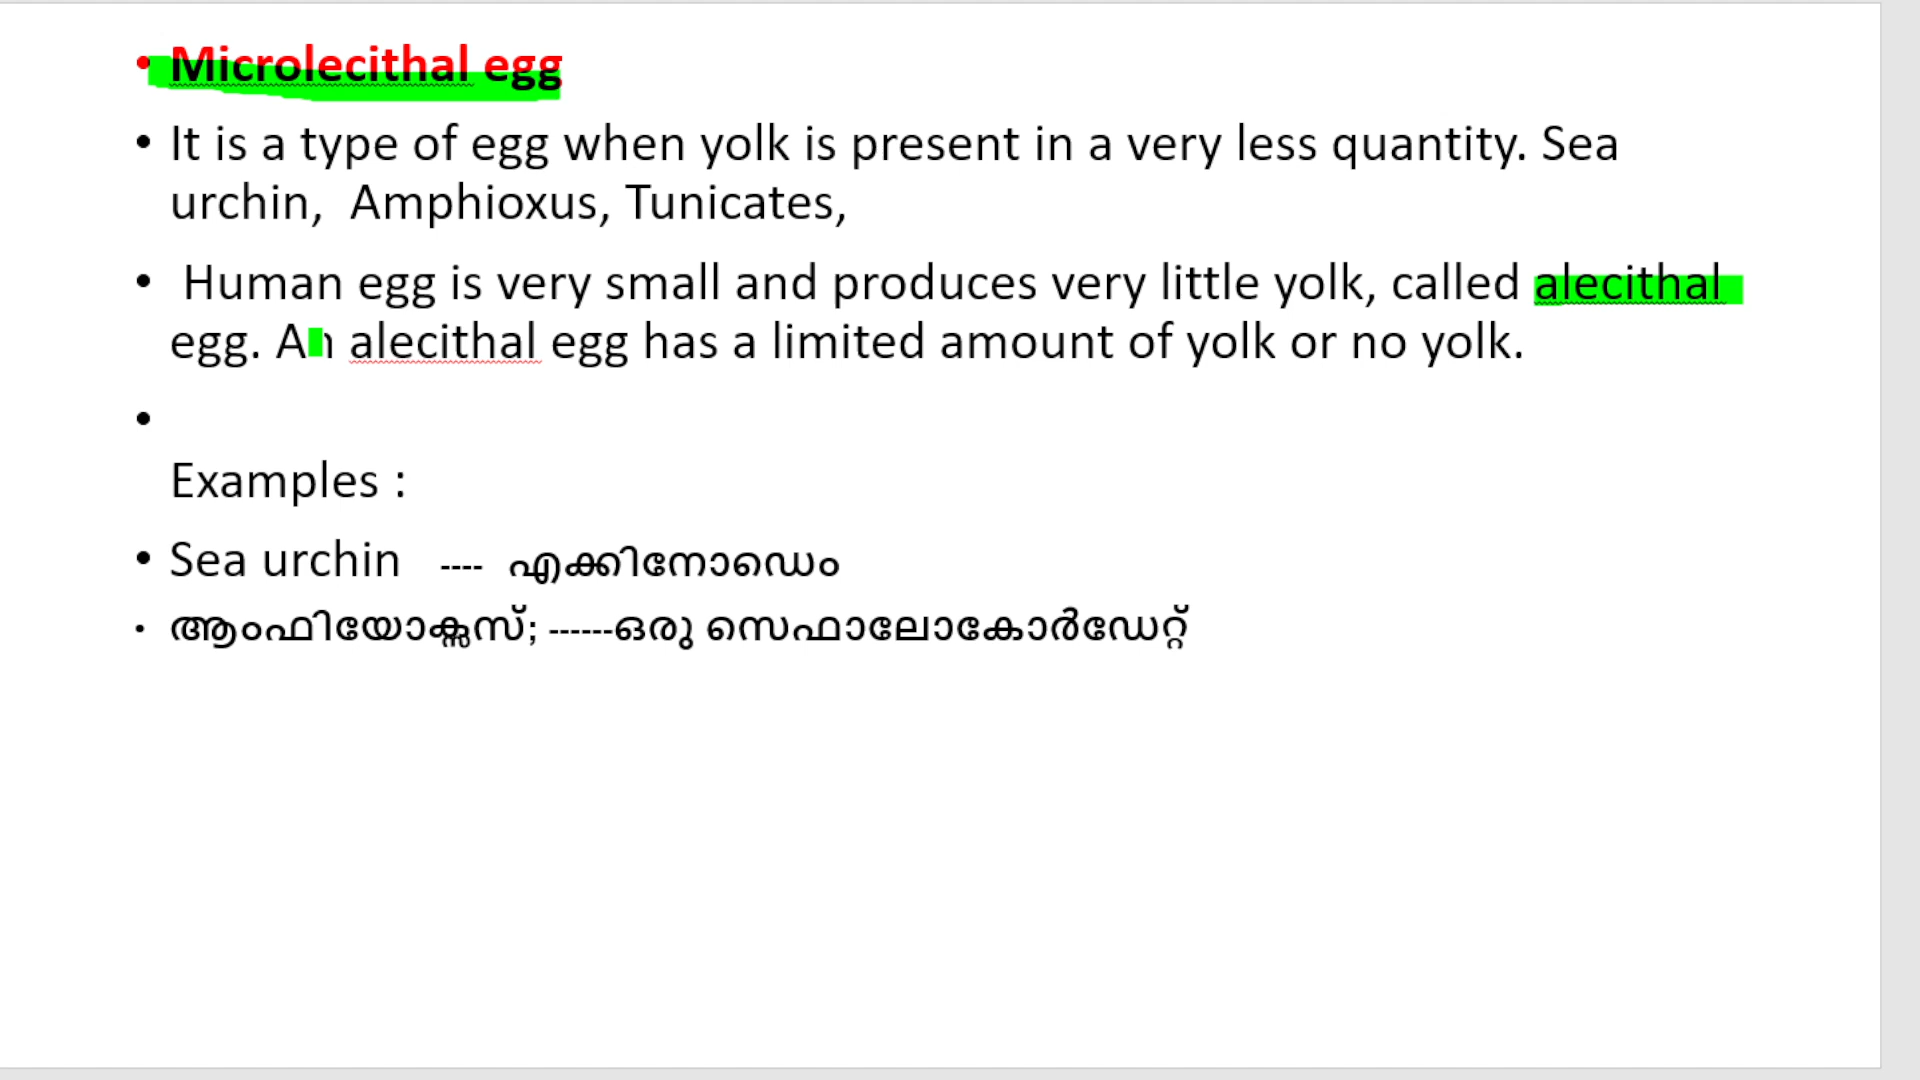 • Microlecithal egg
• It is a type of egg when yolk is present in a very less quantity. Sea
urchin, Amphioxus, Tunicates,
• Human egg is very small and produces very little yolk, called alecithal
egg. An alecithal egg has a limited amount of yolk or no yolk.
•
Examples :
• Sea urchin ---- എക്കിനോഡെം
• ആംഫിയോക്സസ്; ------ഒരു സെഫാലോകോർഡേറ്റ്